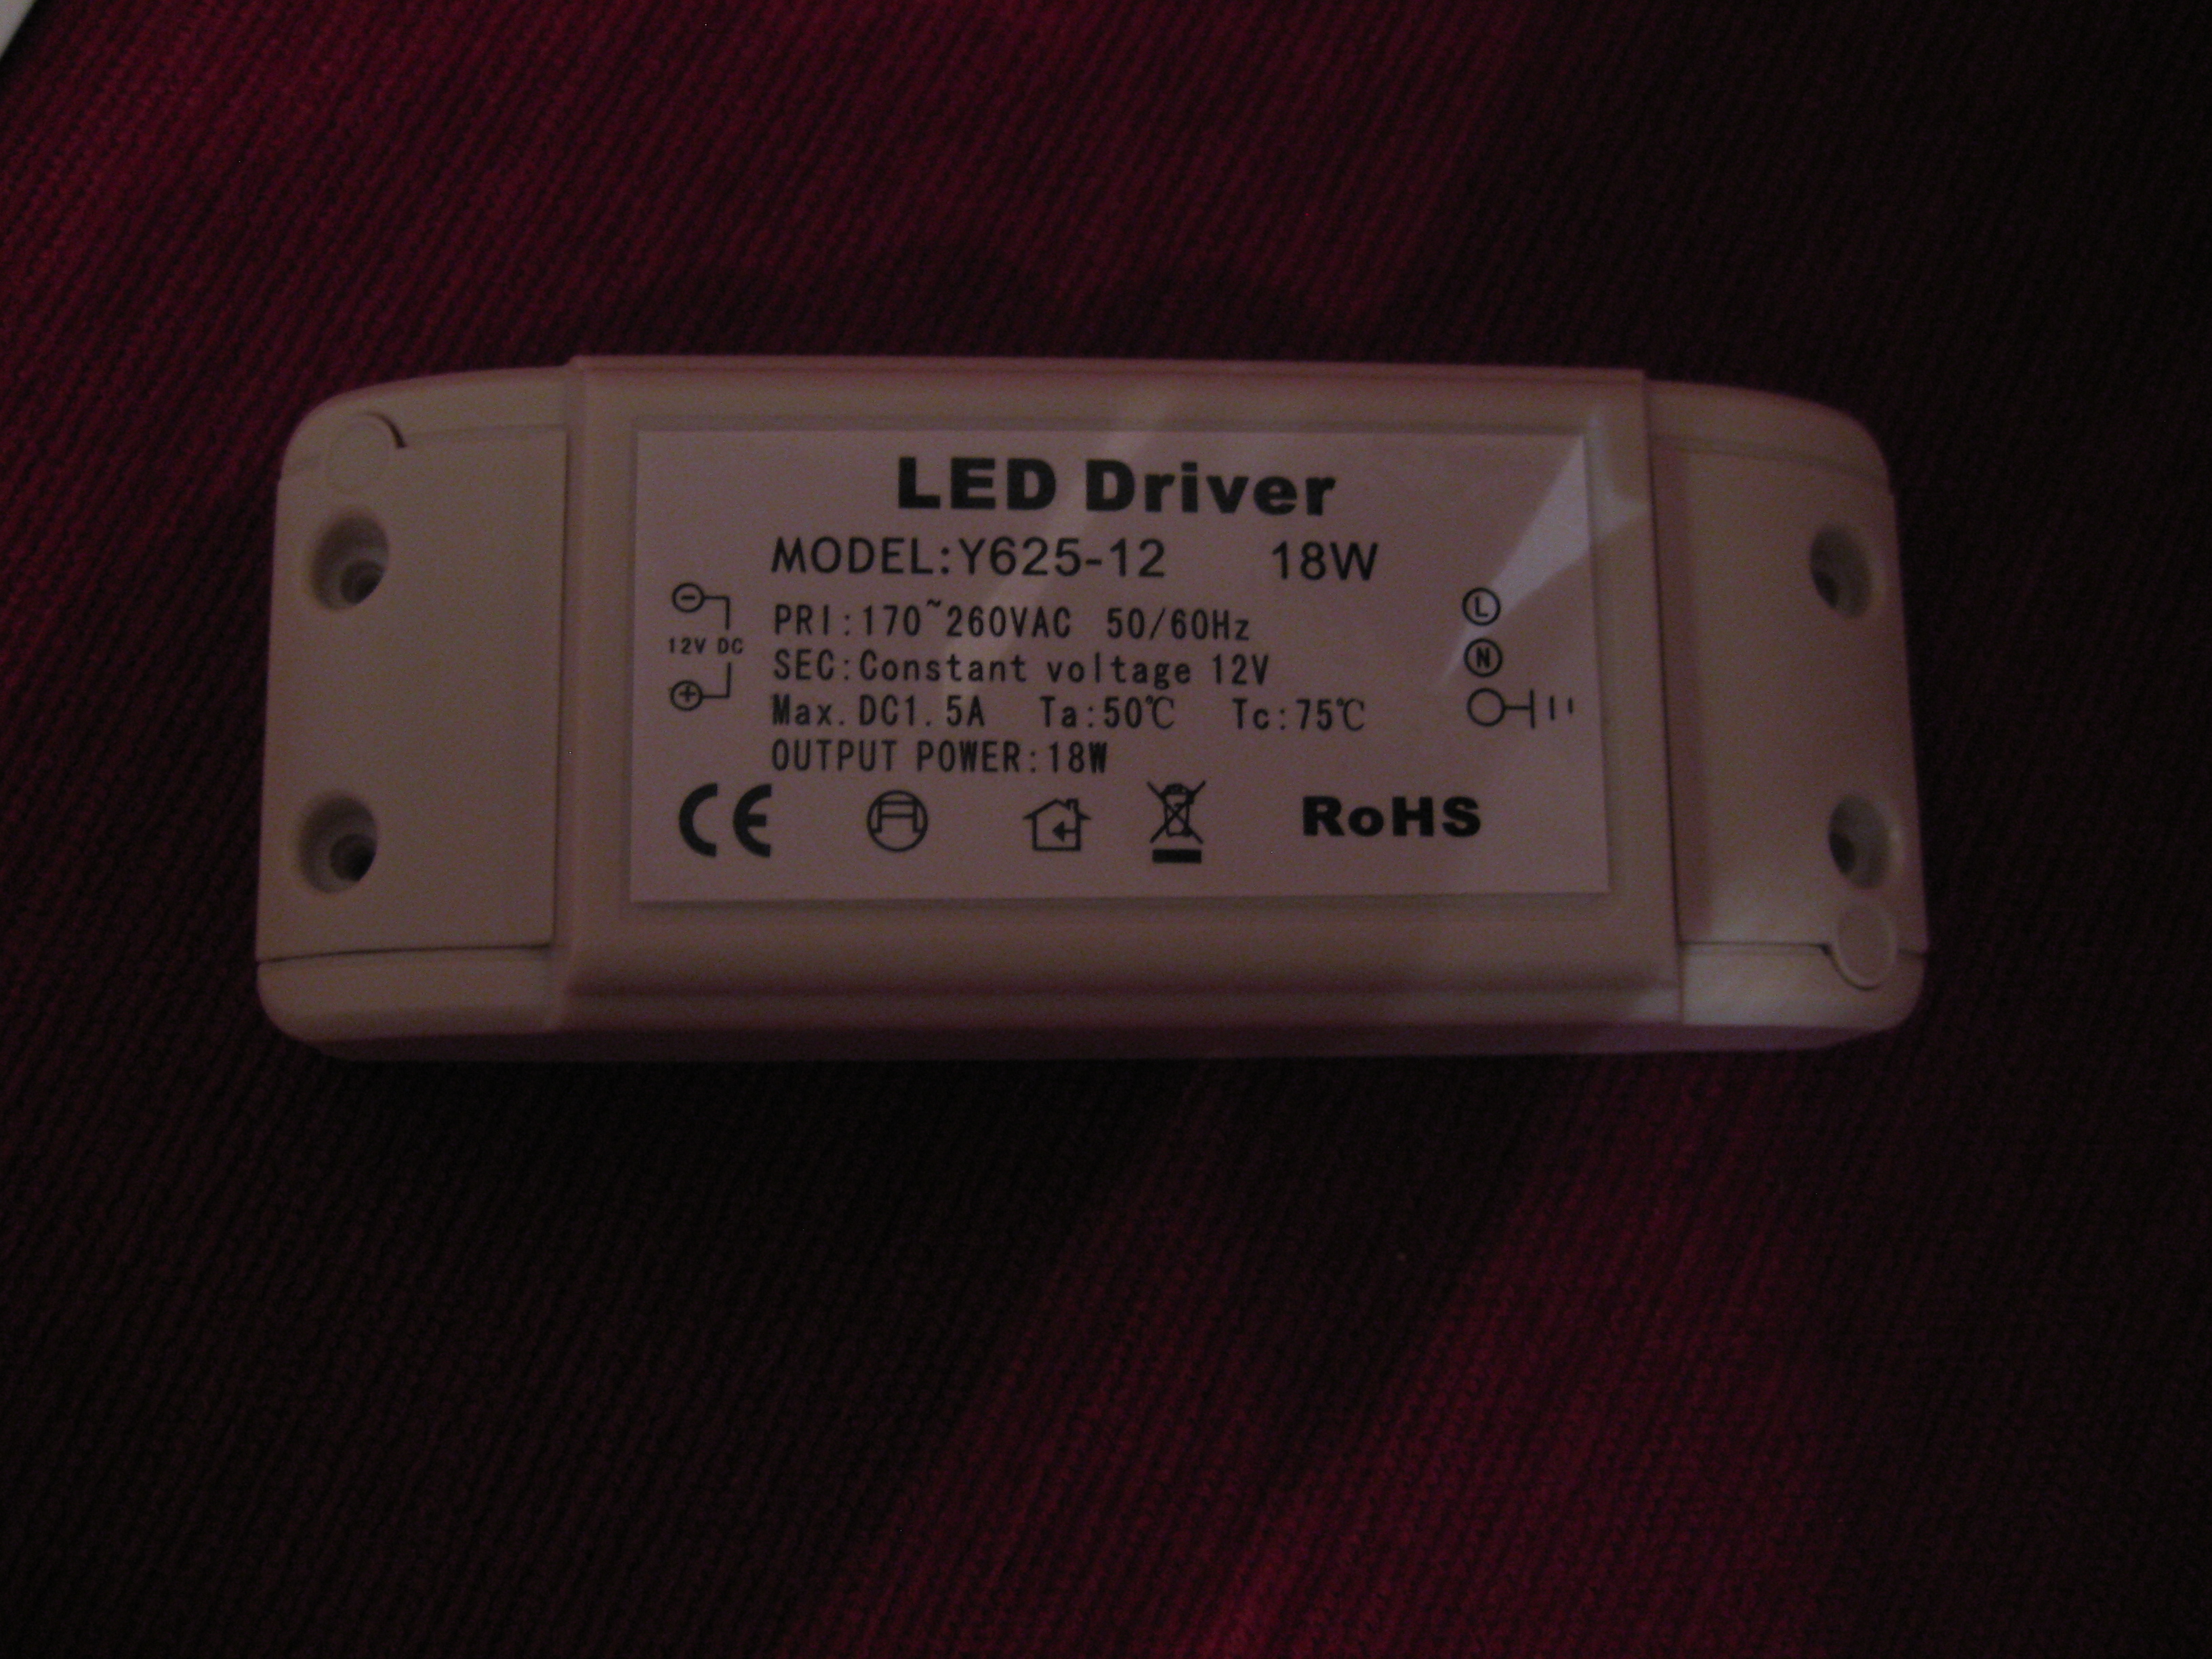 LED Driver
MODEL:Y625-12 18W
PRI:170~260VAC 50/60Hz
12V DC
SEC:Constant voltage 12V
Max.DC1.5A Ta:50℃ Tc:75℃
OUTPUT POWER:18W
L
N
CE
RoHS